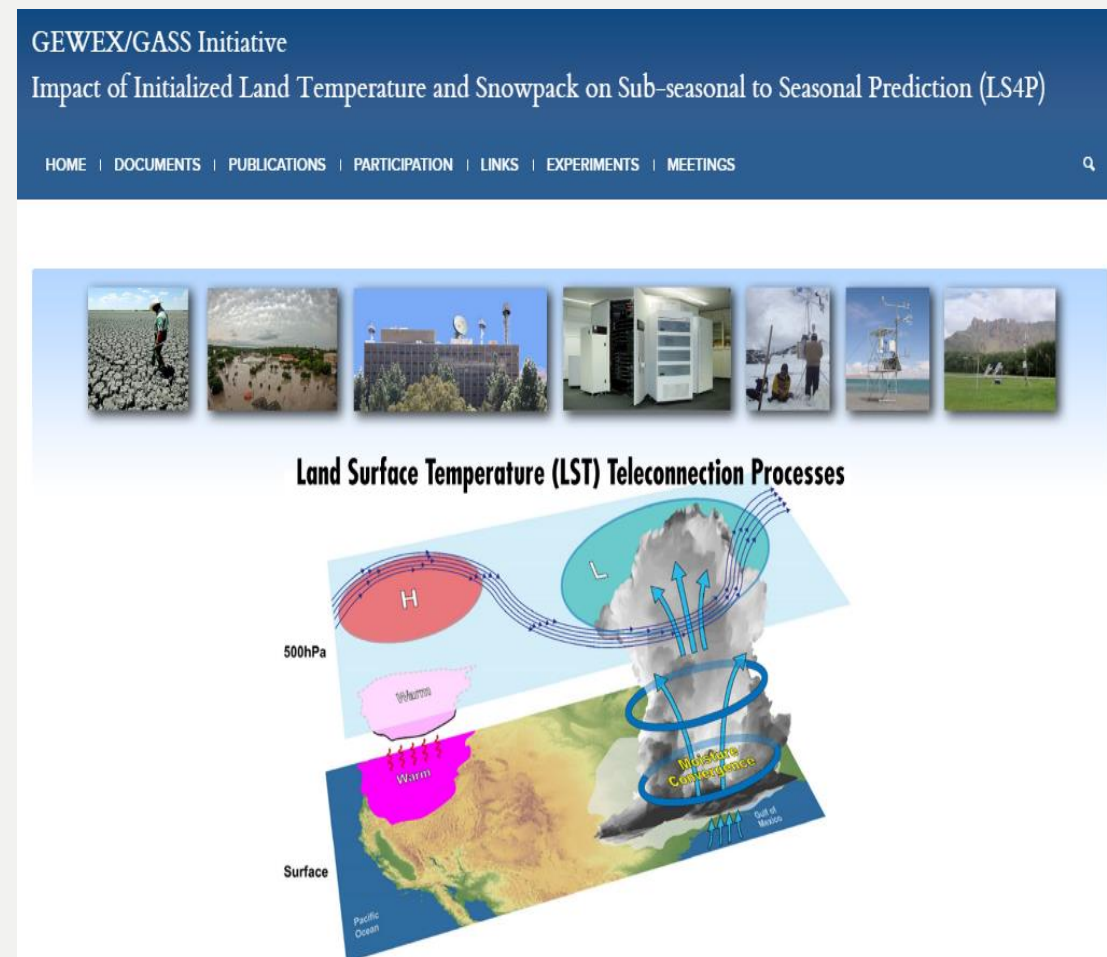 GEWEX/GASS Initiative
Impact of Initialized Land Temperature and Snowpack on Sub-seasonal to Seasonal Prediction (LS4P)
HOME | DOCUMENTS | PUBLICATIONS | PARTICIPATION | LINKS | EXPERIMENTS | MEETINGS
Land Surface Temperature (LST) Teleconnection Processes
H
L
500hPa
Warm
Warm
Moisture
Convergence
Gulf of
Mexico
Surface
Pacific
Ocean